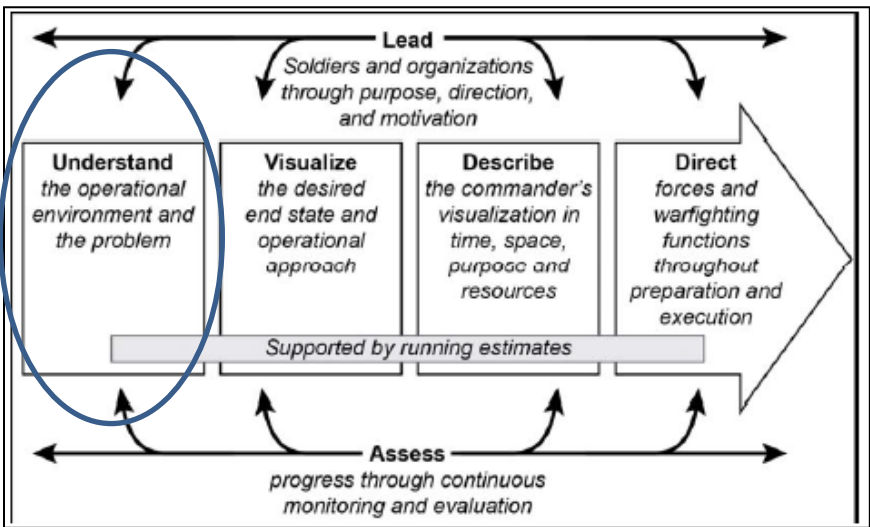 Lead
Soldiers and organizations
through purpose, direction,
and motivation
Understand
the operational
environment and
the problem
Visualize
the desired
end state and
operational
approach
Describe
the commander's
visualization in
time, space,
purpose and
resources
Direct
forces and
warfighting
functions
throughout
preparation and
execution
Supported by running estimates
Assess
progress through continuous
monitoring and evaluation